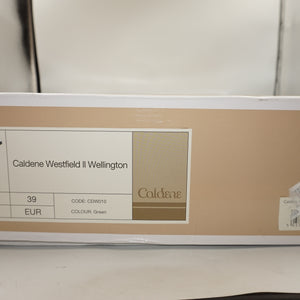 Caldene Westfield II Wellington
39
CODE: CEW010
EUR
COLOUR: Green
Caldene